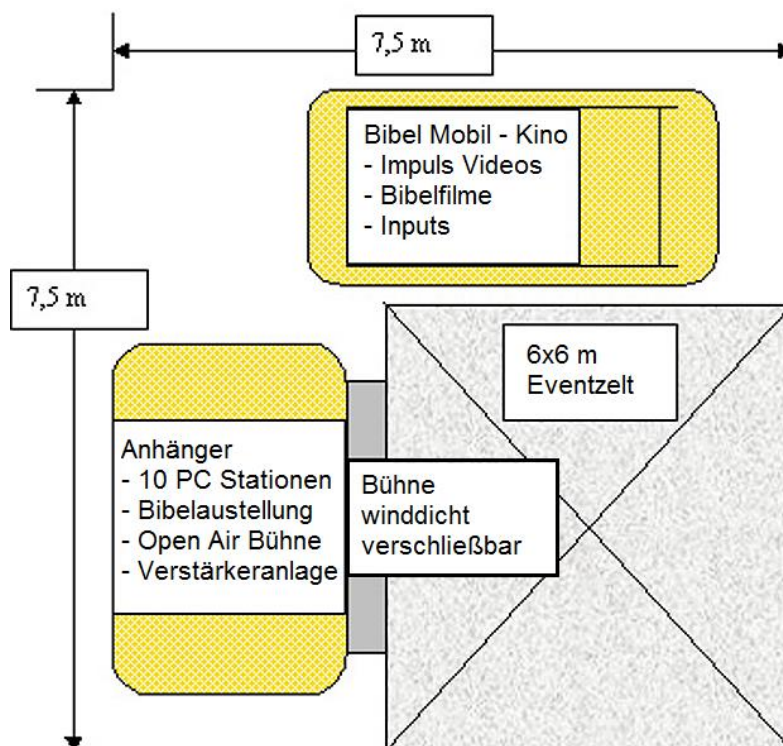 7,5 m
Bibel Mobil - Kino
- Impuls Videos
- Bibelfilme
- Inputs
7,5 m
6x6 m
Eventzelt
Anhänger
- 10 PC Stationen
- Bibelaustellung
- Open Air Bühne
- Verstärkeranlage
Bühne
winddicht
verschließbar